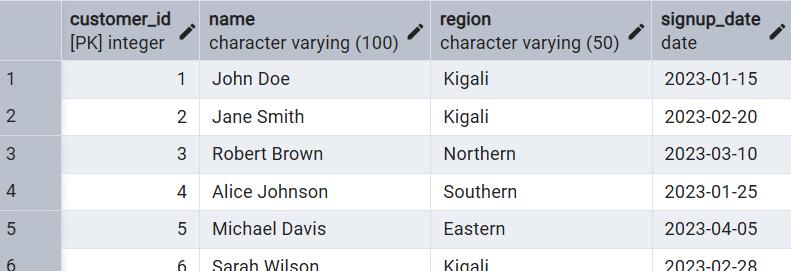 customer_id name region signup_date
[PK] integer character varying (100) character varying (50) date
1 1 John Doe Kigali 2023-01-15
2 2 Jane Smith Kigali 2023-02-20
3 3 Robert Brown Northern 2023-03-10
4 4 Alice Johnson Southern 2023-01-25
5 5 Michael Davis Eastern 2023-04-05
6 6 Sarah Wilson Kigali 2023-02-28